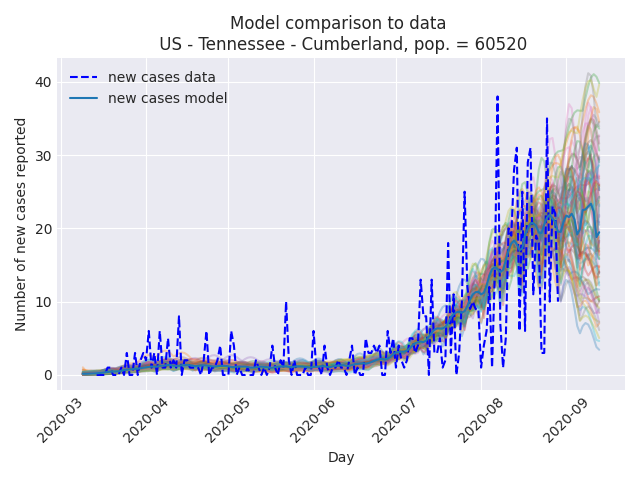 Model comparison to data
US - Tennessee - Cumberland, pop. = 60520
new cases data
new cases model
Number of new cases reported
40
30
20
10
0
2020-03
2020-04
2020-05
2020-06
2020-07
2020-08
2020-09
Day